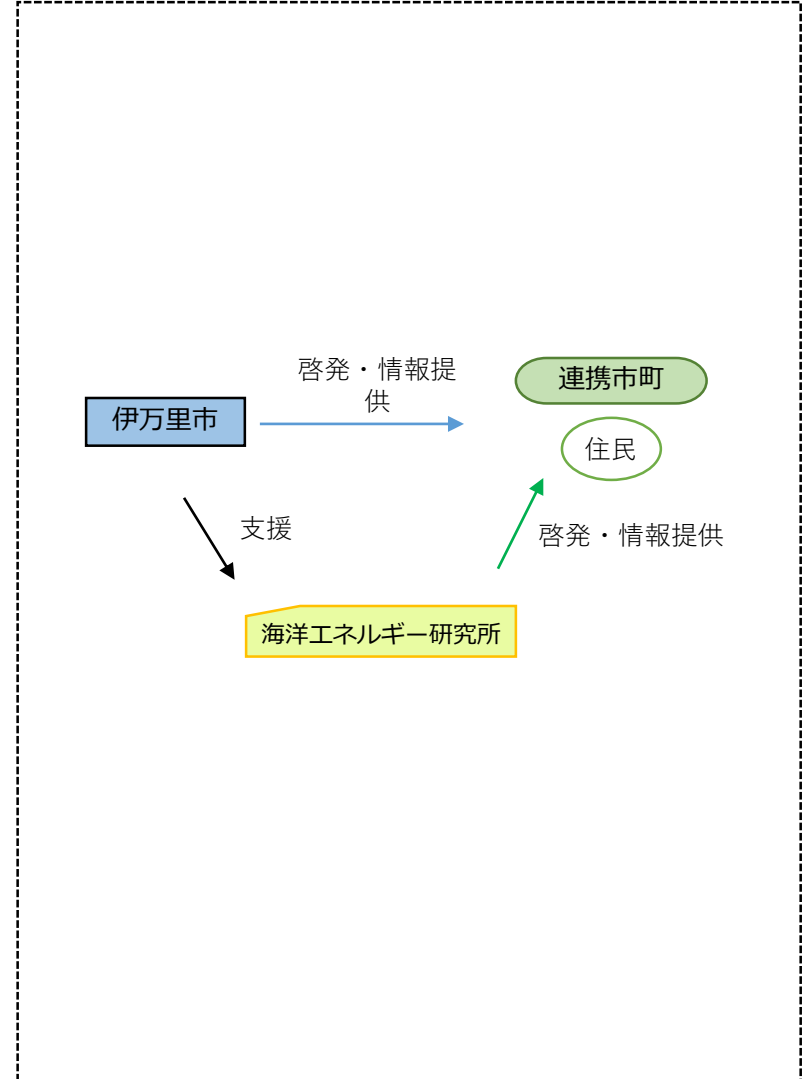 啓発・情報提
供
連携市町
伊万里市
住民
支援
啓発・情報提供
海洋エネルギー研究所